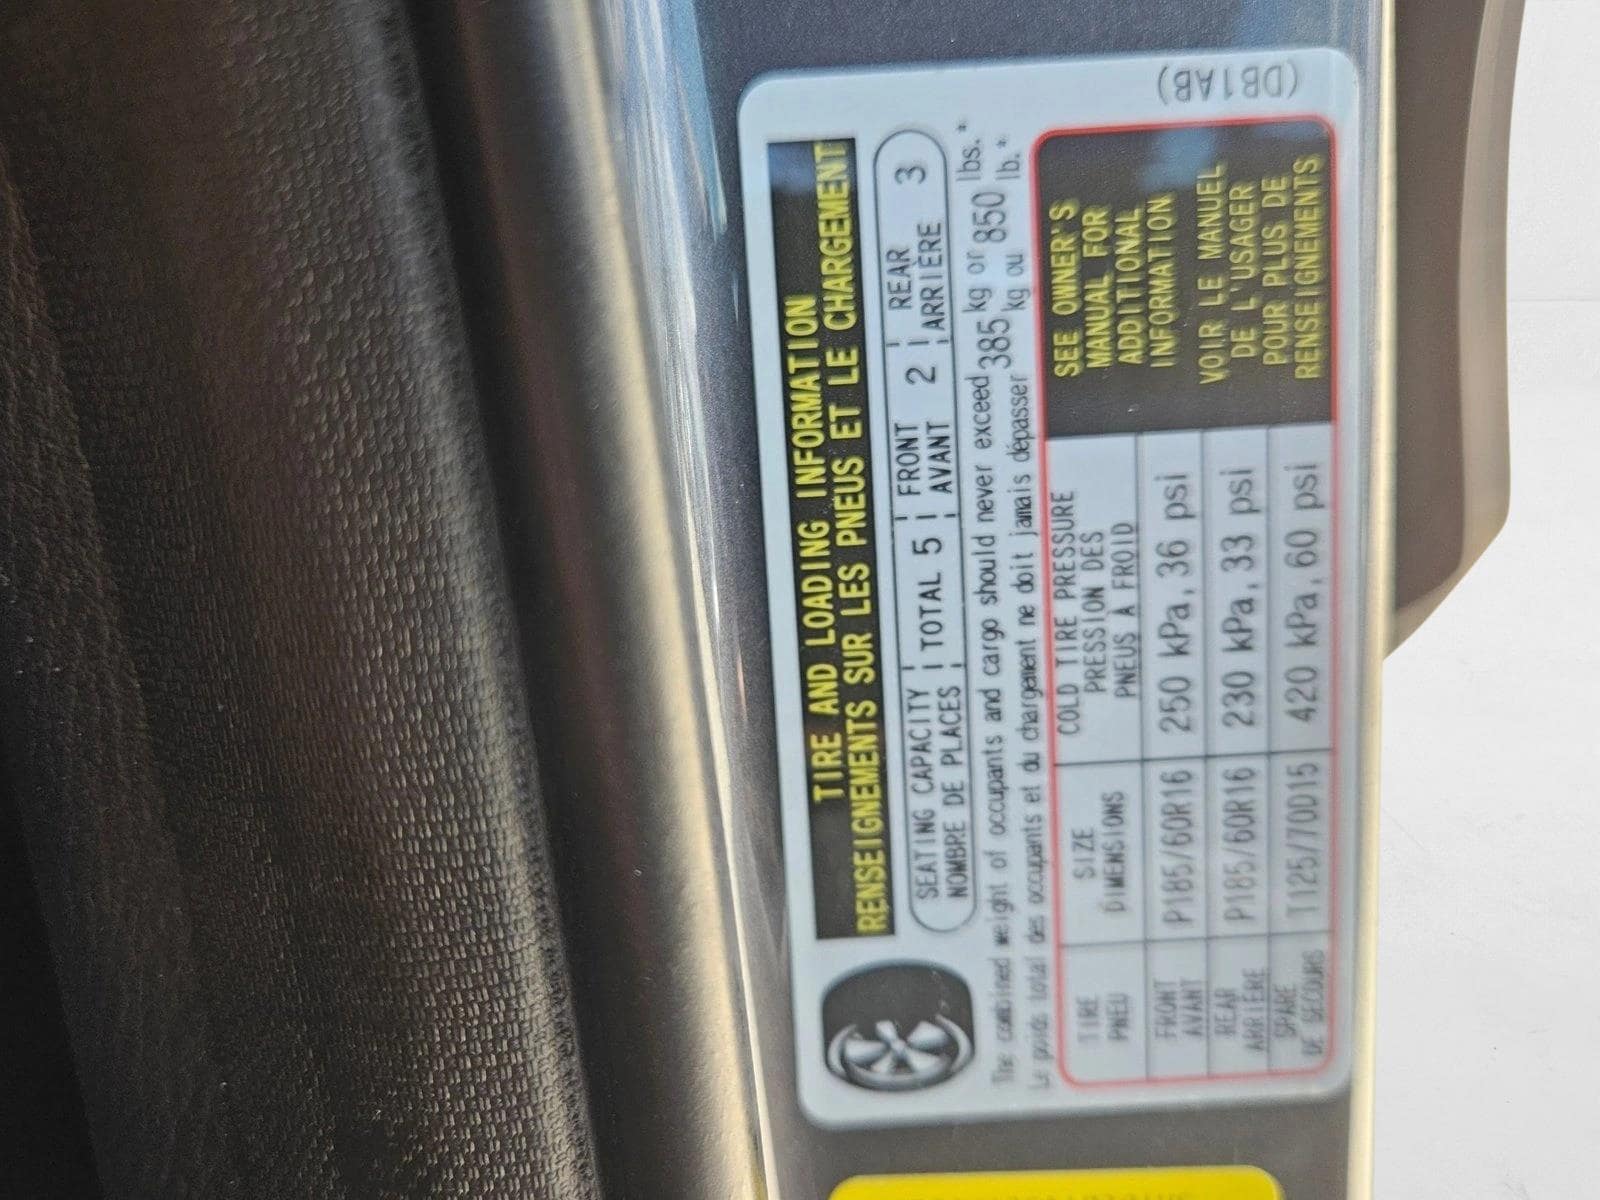 (DB1AB)
TIRE AND LOADING INFORMATION
RENSEIGNEMENTS SUR LES PNEUS ET LE CHARGEMENT
SEATING CAPACITY TOTAL 5 FRONT 2 REAR 3
NOMBRE DE PLACES AVANT ARRIÈRE
The combined weight of occupants and cargo should never exceed 385 kg or 850 lbs.*
Le poids total des occupants et du chargement ne doit jamais dépasser kg ou lb.*
TIRE SIZE COLD TIRE PRESSURE
PNEU DIMENSIONS PRESSION DES
PNEUS À FROID
FRONT P185/60R16 250 kPa, 36 psi
AVANT
REAR P185/60R16 230 kPa, 33 psi
ARRIÈRE
SPARE T125/70D15 420 kPa, 60 psi
DE SECOURS
SEE OWNER'S
MANUAL FOR
ADDITIONAL
INFORMATION
VOIR LE MANUEL
DE L'USAGER
POUR PLUS DE
RENSEIGNEMENTS